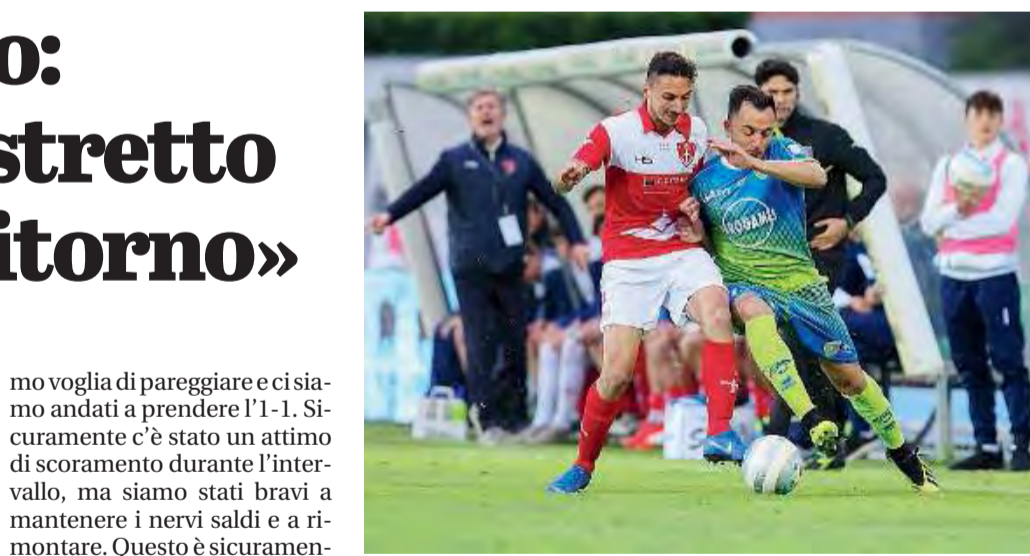 o:
stretto
itorno»
mo voglia di pareggiare e ci sia-
mo andati a prendere l’1-1. Si-
curamente c’è stato un attimo
di scoramento durante l’inter-
vallo, ma siamo stati bravi a
mantenere i nervi saldi e a ri-
montare. Questo è sicuramen-
HS